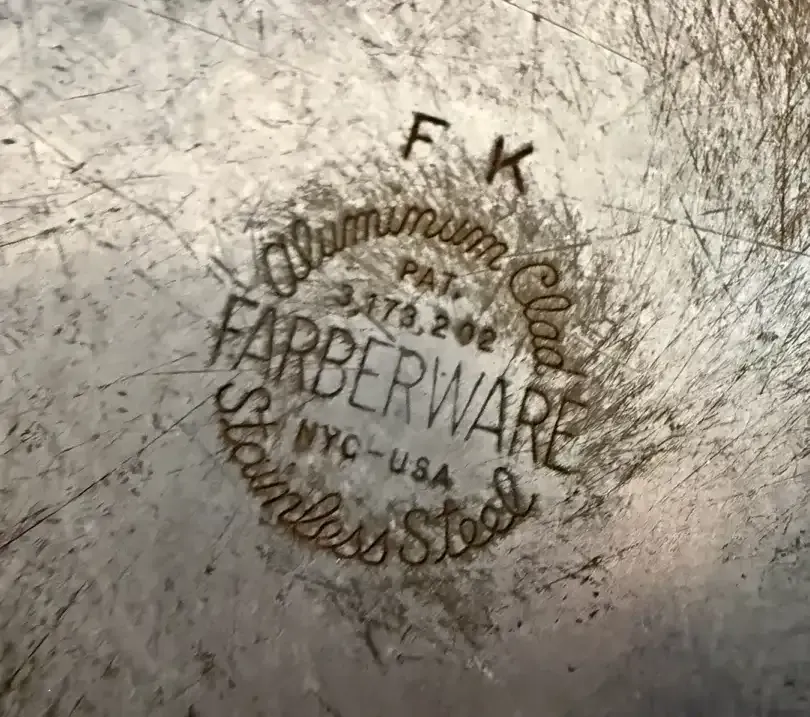 F K
Aluminum Clad
PAT.
3,173,202
FARBERWARE
NYC-USA
Stainless Steel